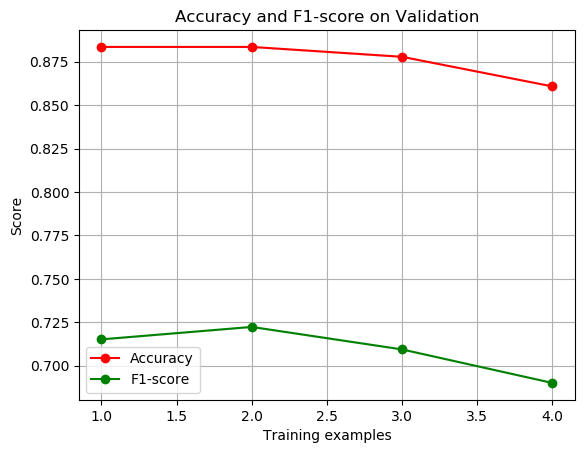 Accuracy and F1-score on Validation
Score
0.875
0.850
0.825
0.800
0.775
0.750
0.725
0.700
Accuracy
F1-score
1.0 1.5 2.0 2.5 3.0 3.5 4.0
Training examples